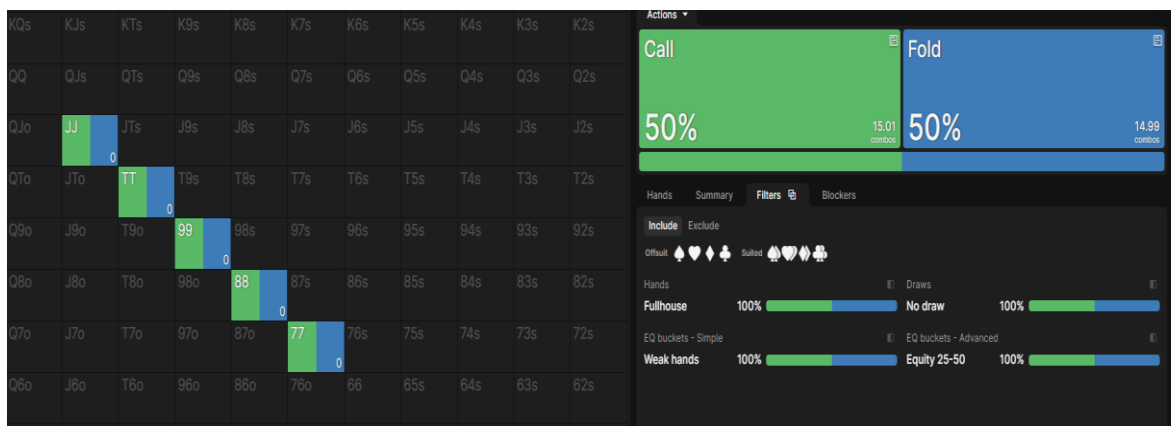 KQs KJs KTs K9s K8s K7s K6s K5s K4s K3s K2s
QQ QJs QTs Q9s Q8s Q7s Q6s Q5s Q4s Q3s Q2s
QJo JJ JTs J9s J8s J7s J6s J5s J4s J3s J2s
0
QTo JTo TT T9s T8s T7s T6s T5s T4s T3s T2s
0
Q9o J9o T9o 99 98s 97s 96s 95s 94s 93s 92s
0
Q8o J8o T8o 98o 88 87s 86s 85s 84s 83s 82s
0
Q7o J7o T7o 97o 87o 77 76s 75s 74s 73s 72s
0
Q6o J6o T6o 96o 86o 76o 66 65s 64s 63s 62s
Actions
Call
50%
15.01
combos
Fold
50%
14.99
combos
Hands Summary Filters Blockers
Include Exclude
Offsuit Suited
Hands
Fullhouse 100%
Draws
No draw 100%
EQ buckets - Simple
Weak hands 100%
EQ buckets - Advanced
Equity 25-50 100%